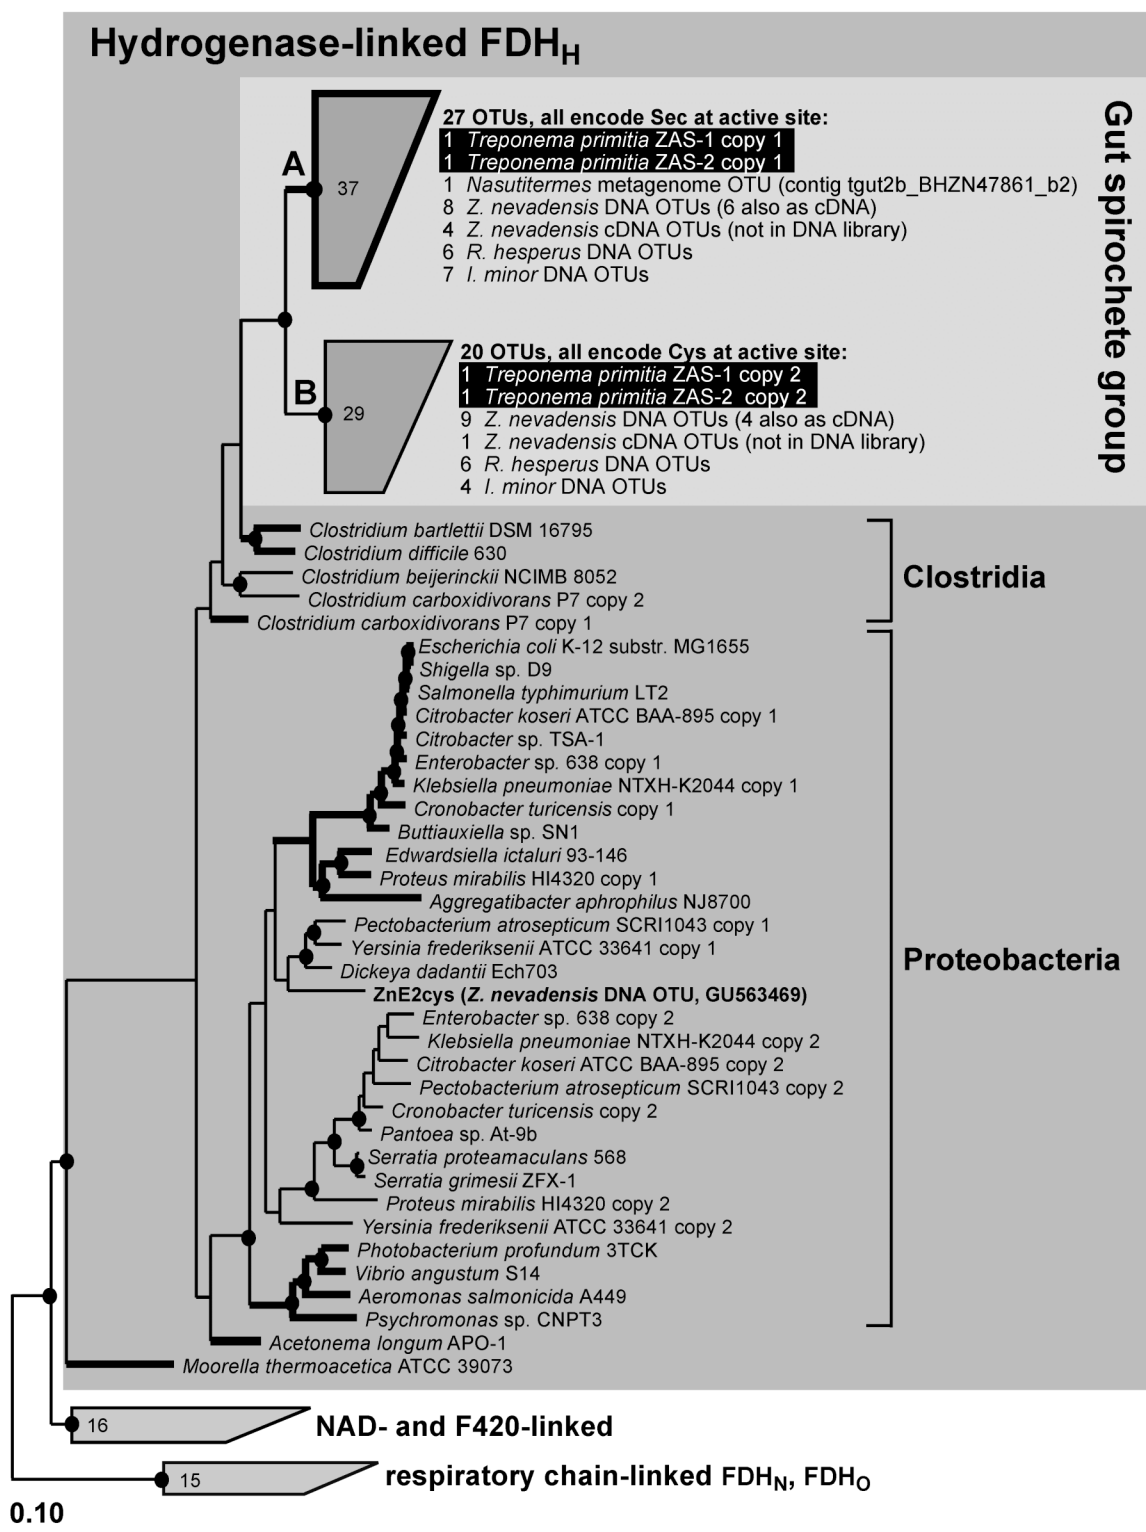 Hydrogenase-linked FDHH
Gut spirochete group
A
37
27 OTUs, all encode Sec at active site:
1 Treponema primitia ZAS-1 copy 1
1 Treponema primitia ZAS-2 copy 1
1 Nasutitermes metagenome OTU (contig tgut2b_BHZN47861_b2)
8 Z. nevadensis DNA OTUs (6 also as cDNA)
4 Z. nevadensis cDNA OTUs (not in DNA library)
6 R. hesperus DNA OTUs
7 I. minor DNA OTUs
B
29
20 OTUs, all encode Cys at active site:
1 Treponema primitia ZAS-1 copy 2
1 Treponema primitia ZAS-2 copy 2
9 Z. nevadensis DNA OTUs (4 also as cDNA)
1 Z. nevadensis cDNA OTUs (not in DNA library)
6 R. hesperus DNA OTUs
4 I. minor DNA OTUs
Clostridium bartlettii DSM 16795
Clostridium difficile 630
Clostridium beijerinckii NCIMB 8052
Clostridium carboxidivorans P7 copy 2
Clostridium carboxidivorans P7 copy 1
Clostridia
Escherichia coli K-12 substr. MG1655
Shigella sp. D9
Salmonella typhimurium LT2
Citrobacter koseri ATCC BAA-895 copy 1
Citrobacter sp. TSA-1
Enterobacter sp. 638 copy 1
Klebsiella pneumoniae NTXH-K2044 copy 1
Cronobacter turicensis copy 1
Buttiauxiella sp. SN1
Edwardsiella ictaluri 93-146
Proteus mirabilis HI4320 copy 1
Aggregatibacter aphrophilus NJ8700
Pectobacterium atrosepticum SCRI1043 copy 1
Yersinia frederiksenii ATCC 33641 copy 1
Dickeya dadantii Ech703
ZnE2cys (Z. nevadensis DNA OTU, GU563469)
Enterobacter sp. 638 copy 2
Klebsiella pneumoniae NTXH-K2044 copy 2
Citrobacter koseri ATCC BAA-895 copy 2
Pectobacterium atrosepticum SCRI1043 copy 2
Cronobacter turicensis copy 2
Pantoea sp. At-9b
Serratia proteamaculans 568
Serratia grimesii ZFX-1
Proteus mirabilis HI4320 copy 2
Yersinia frederiksenii ATCC 33641 copy 2
Photobacterium profundum 3TCK
Vibrio angustum S14
Aeromonas salmonicida A449
Psychromonas sp. CNPT3
Proteobacteria
Acetonema longum APO-1
Moorella thermoacetica ATCC 39073
16
NAD- and F420-linked
15
respiratory chain-linked FDHN, FDHO
0.10